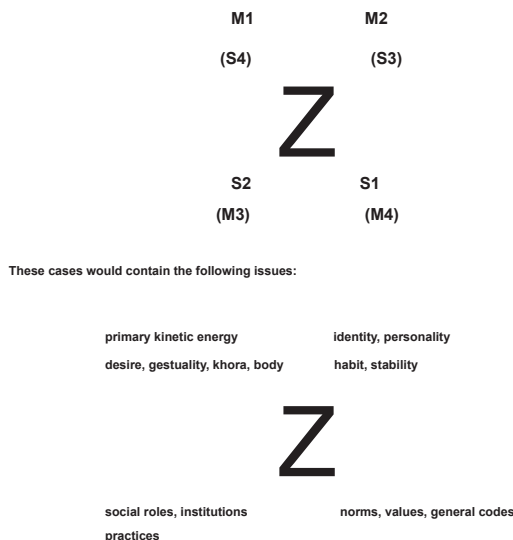 M1 M2
(S4) (S3)
Z
S2 S1
(M3) (M4)
These cases would contain the following issues:
primary kinetic energy identity, personality
desire, gestuality, khora, body habit, stability
Z
social roles, institutions norms, values, general codes
practices